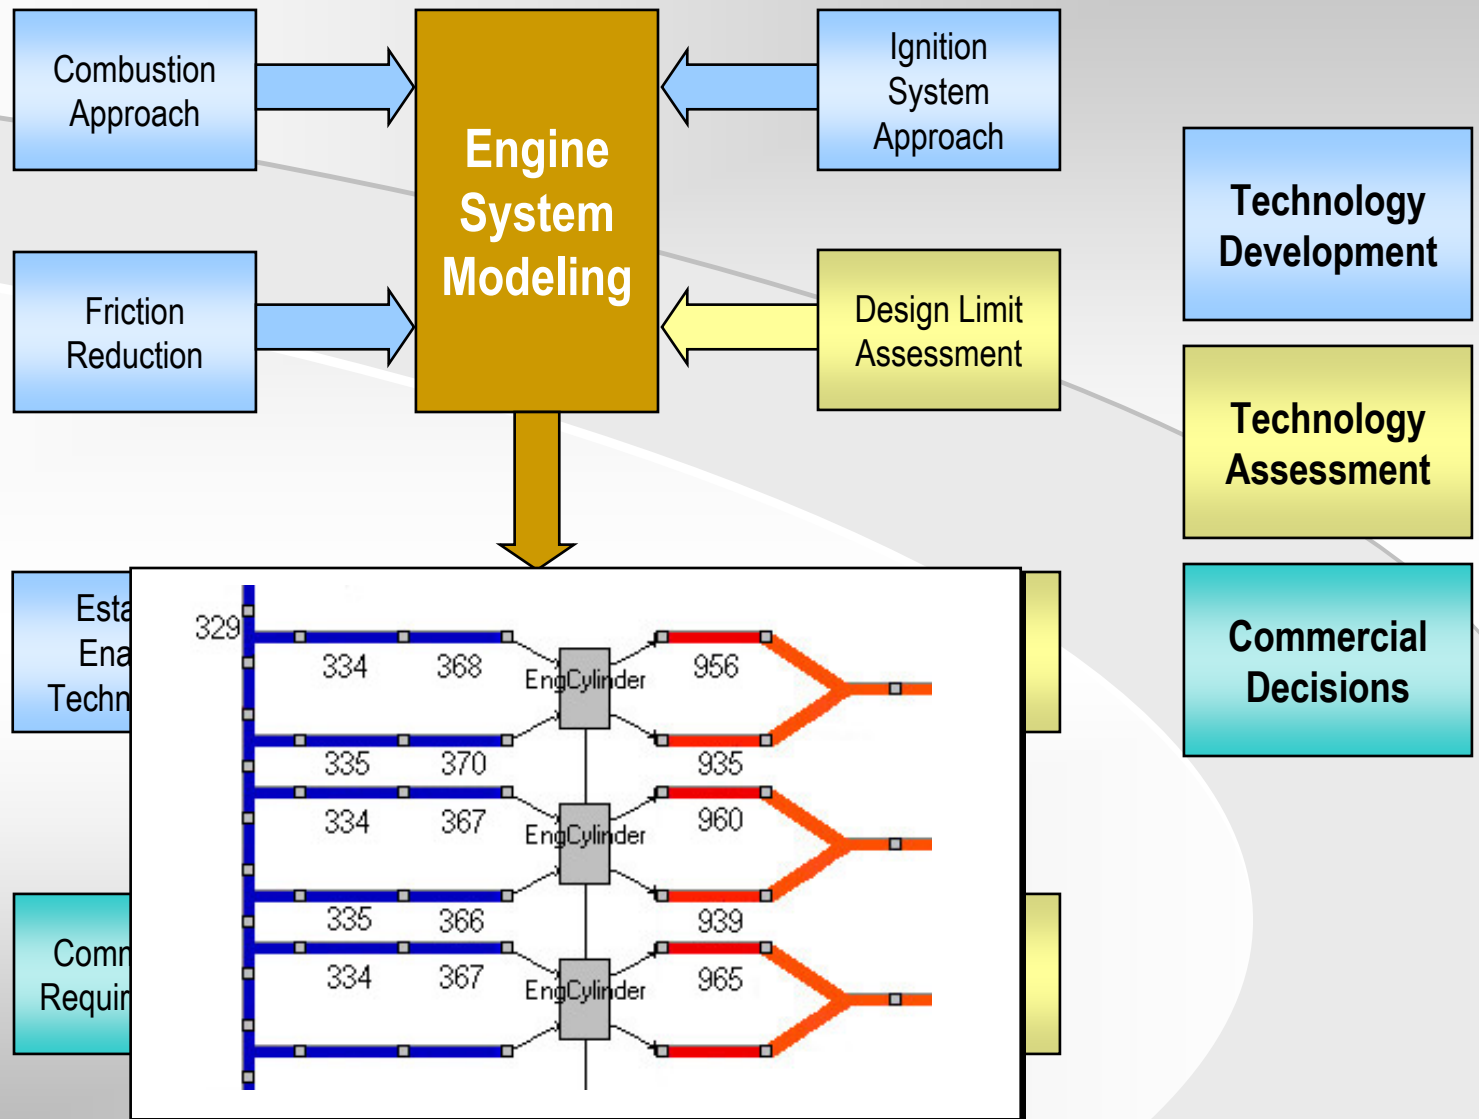 Combustion
Approach
Engine
System
Modeling
Ignition
System
Approach
Technology
Development
Friction
Reduction
Design Limit
Assessment
Technology
Assessment
Commercial
Decisions
329
334 368
EngCylinder
956
335 370
935
334 367
EngCylinder
960
335 366
939
334 367
EngCylinder
965